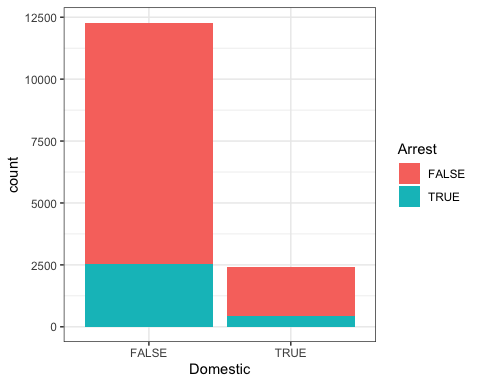 12500
10000
7500
5000
2500
0
count
FALSE
TRUE
Domestic
Arrest
FALSE
TRUE